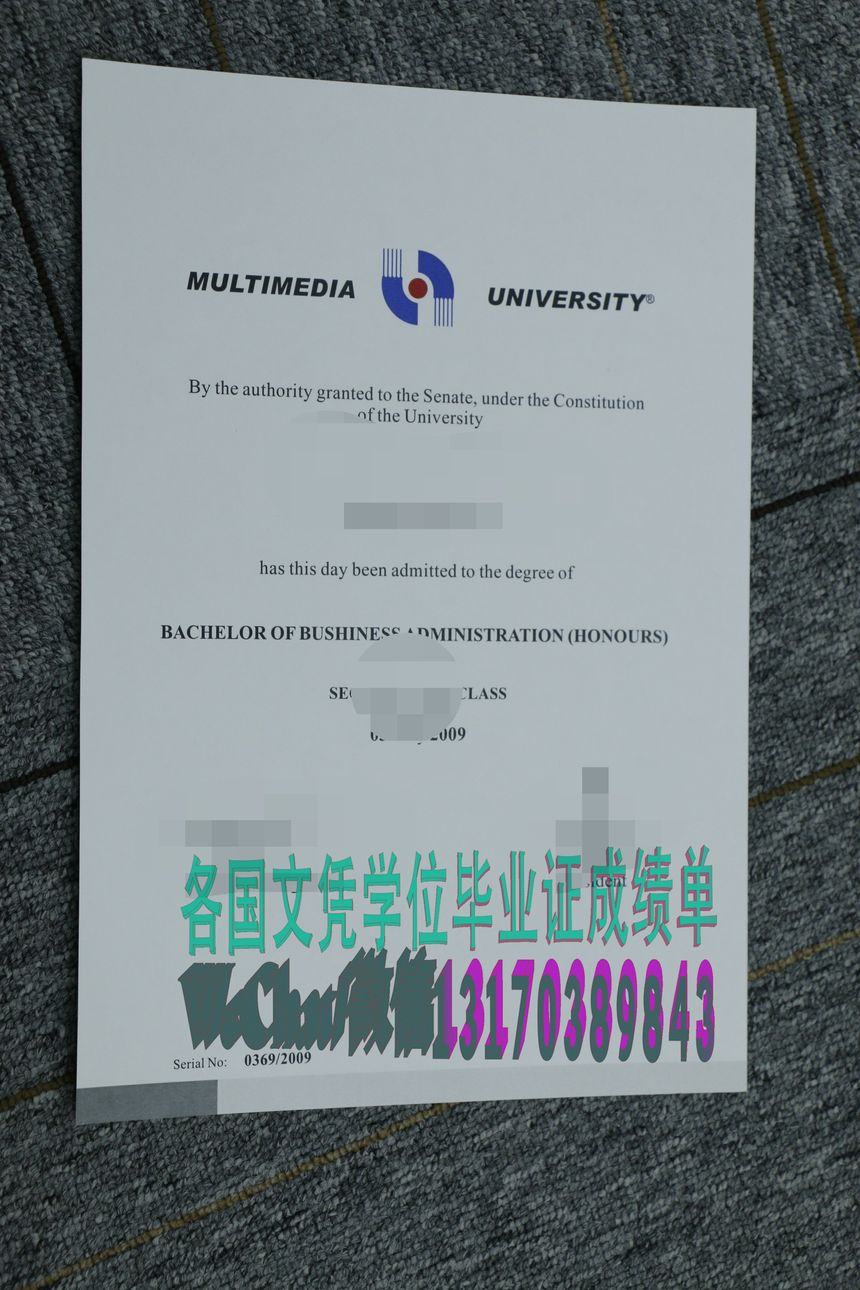 MULTIMEDIA UNIVERSITY®
By the authority granted to the Senate, under the Constitution
of the University
has this day been admitted to the degree of
BACHELOR OF BUSHINESS ADMINISTRATION (HONOURS)
CLASS
2009
各国文凭学位毕业证成绩单
WeChat/微信13170389843
Serial No: 0369/2009